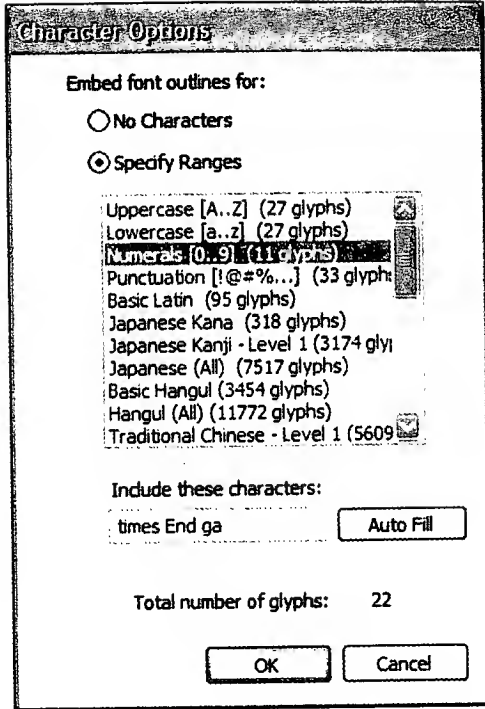 Character Options
Embed font outlines for:
No Characters
Specify Ranges
Uppercase [A..Z] (27 glyphs)
Lowercase [a..z] (27 glyphs)
Numerals [0..9] (11 glyphs)
Punctuation [!@#%...] (33 glyph:
Basic Latin (95 glyphs)
Japanese Kana (318 glyphs)
Japanese Kanji - Level 1 (3174 gly
Japanese (All) (7517 glyphs)
Basic Hangul (3454 glyphs)
Hangul (All) (11772 glyphs)
Traditional Chinese - Level 1 (5609
Include these characters:
times End ga
Auto Fill
Total number of glyphs: 22
OK Cancel